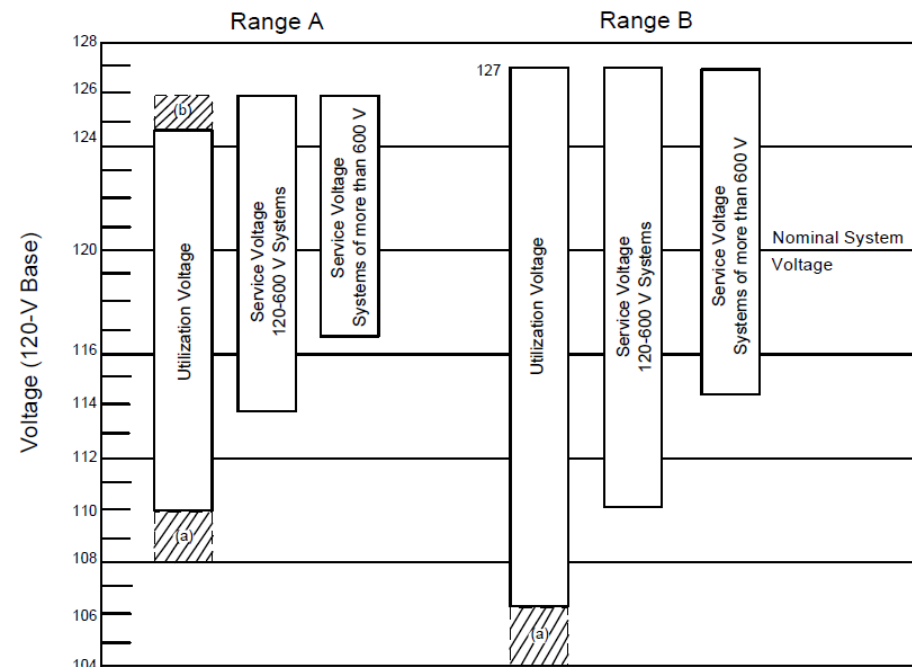 Range A
Range B
128
126
124
120
116
114
112
110
108
106
104
Voltage (120-V Base)
(b)
Utilization Voltage
(a)
Service Voltage
120-600 V Systems
Service Voltage
Systems of more than 600 V
127
Utilization Voltage
(a)
Service Voltage
120-600 V Systems
Service Voltage
Systems of more than 600 V
Nominal System
Voltage